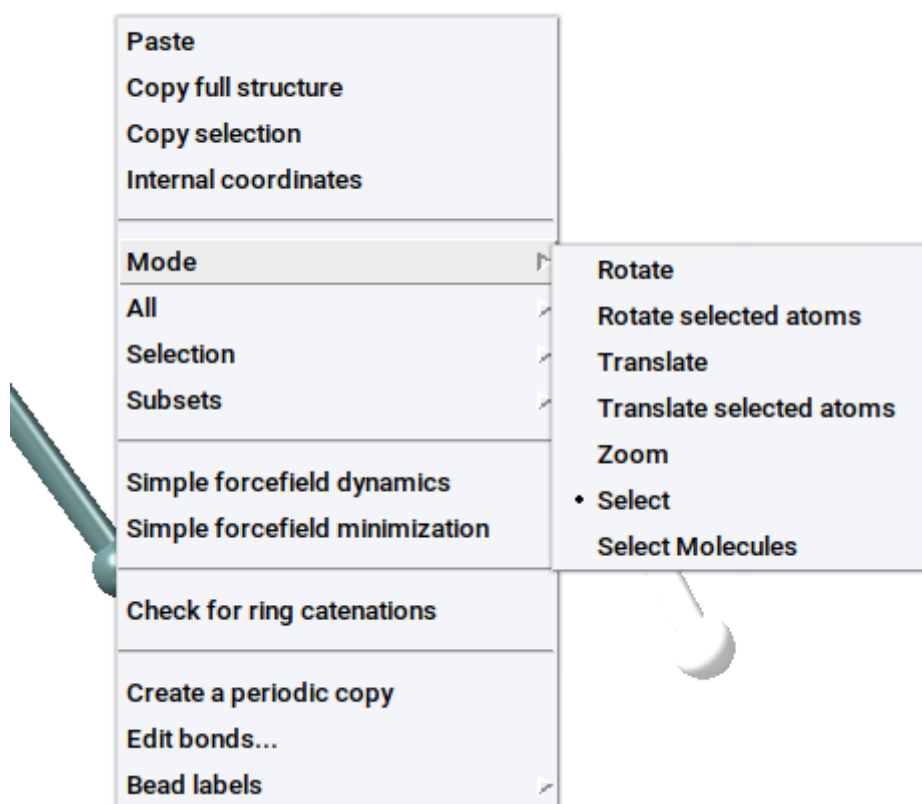 Paste
Copy full structure
Copy selection
Internal coordinates
Mode
All
Selection
Subsets
Simple forcefield dynamics
Simple forcefield minimization
Check for ring catenations
Create a periodic copy
Edit bonds...
Bead labels
Rotate
Rotate selected atoms
Translate
Translate selected atoms
Zoom
• Select
Select Molecules